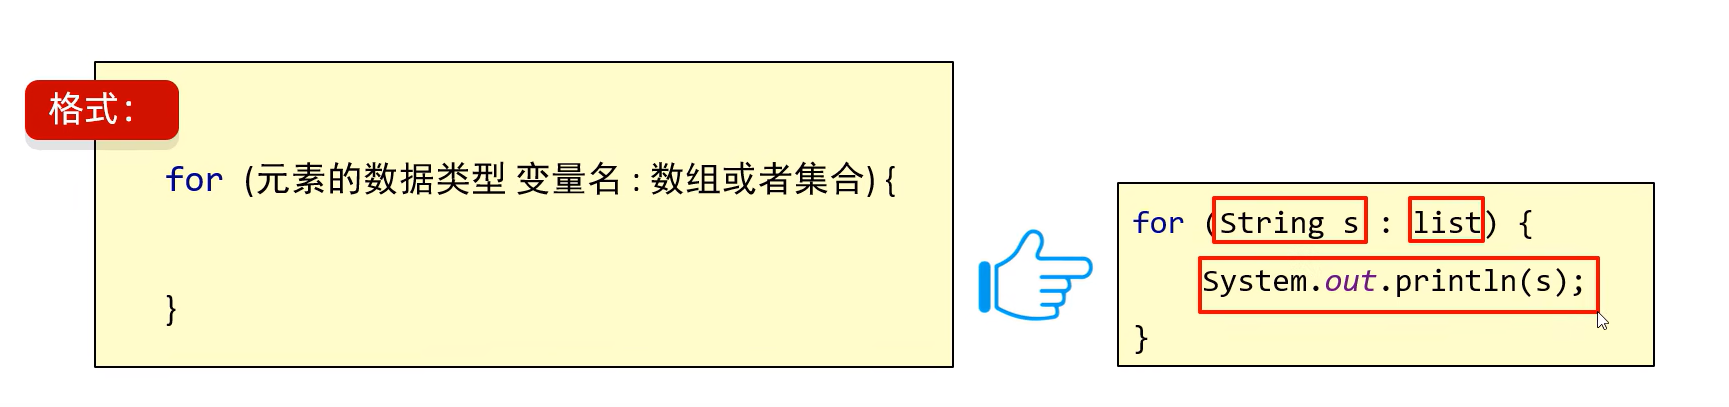 格式：
for (元素的数据类型 变量名 : 数组或者集合) {
}
for (String s : list) {
System.out.println(s);
}